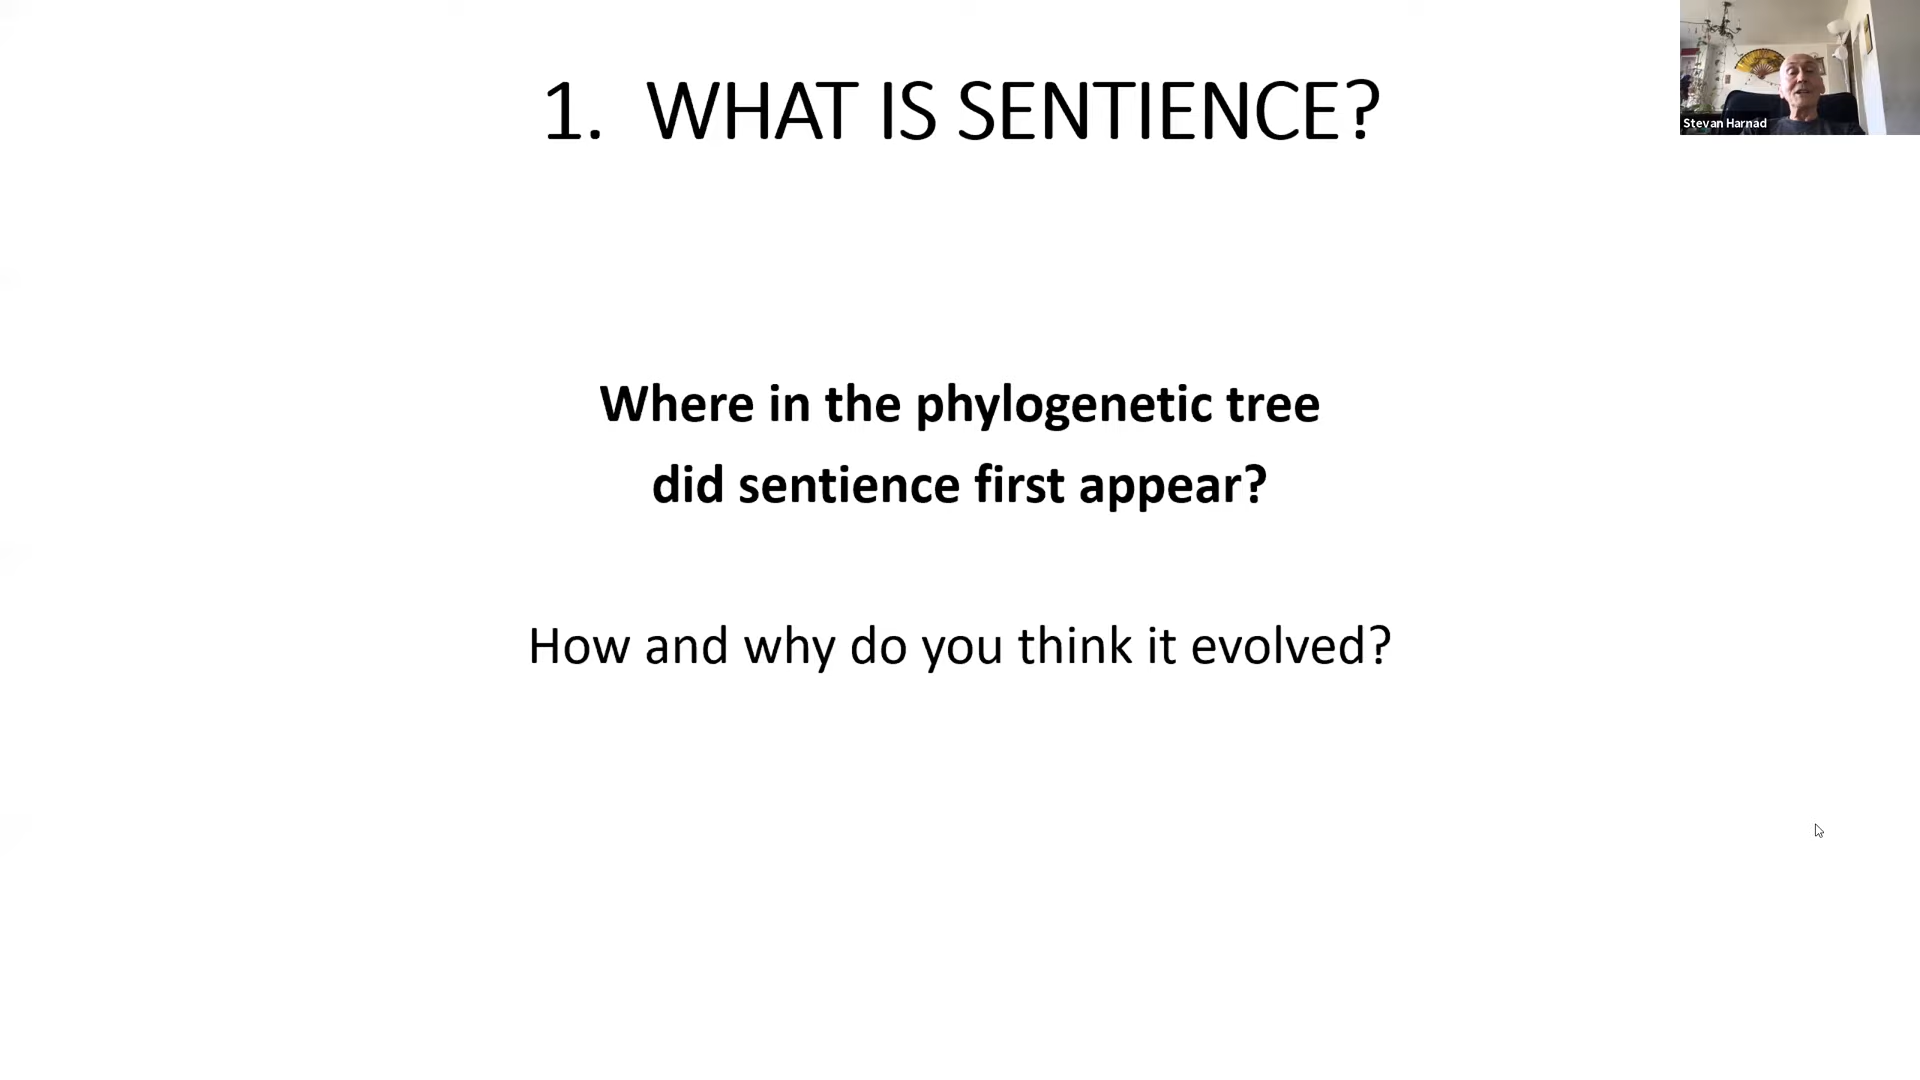 1. WHAT IS SENTIENCE?
Stevan Harnad
Where in the phylogenetic tree
did sentience first appear?
How and why do you think it evolved?